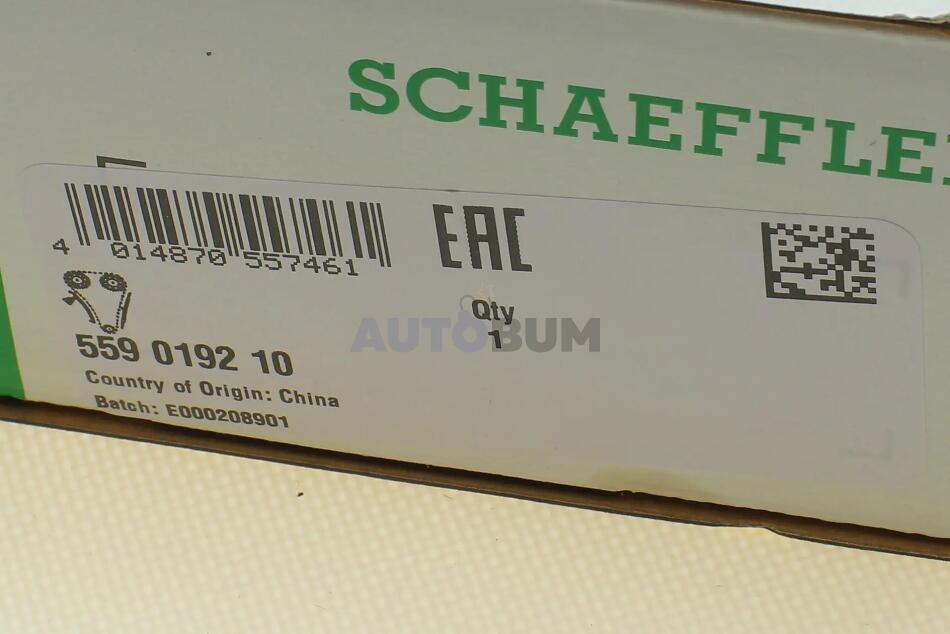 SCHAEFFLE
4 014870 557461
EAC
Qty
1
AUTOBUM
559 0192 10
Country of Origin: China
Batch: E000208901